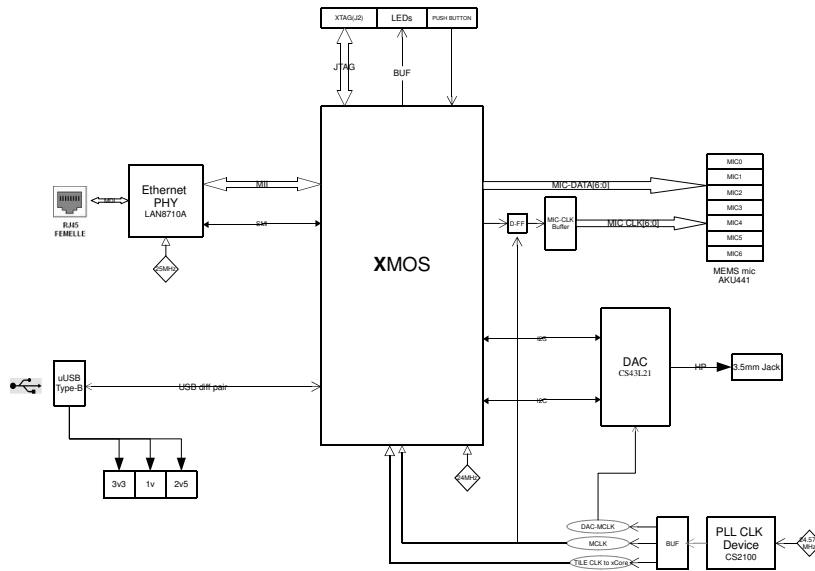 XTAG(J2)
LEDs
PUSH BUTTON
JTAG
BUF
Ethernet
PHY
LAN8710A
MII
MDI
SMI
RJ45
FEMELLE
25MHz
XMOS
MIC-DATA[6:0]
D-FF
MIC-CLK
Buffer
MIC CLK[6:0]
MIC0
MIC1
MIC2
MIC3
MIC4
MIC5
MIC6
MEMS mic
AKU441
I2S
I2C
DAC
CS43L21
HP
3.5mm Jack
uUSB
Type-B
USB diff pair
3v3
1v
2v5
24MHz
DAC-MCLK
MCLK
TILE CLK to xCore
BUF
PLL CLK
Device
CS2100
24.57
MHz